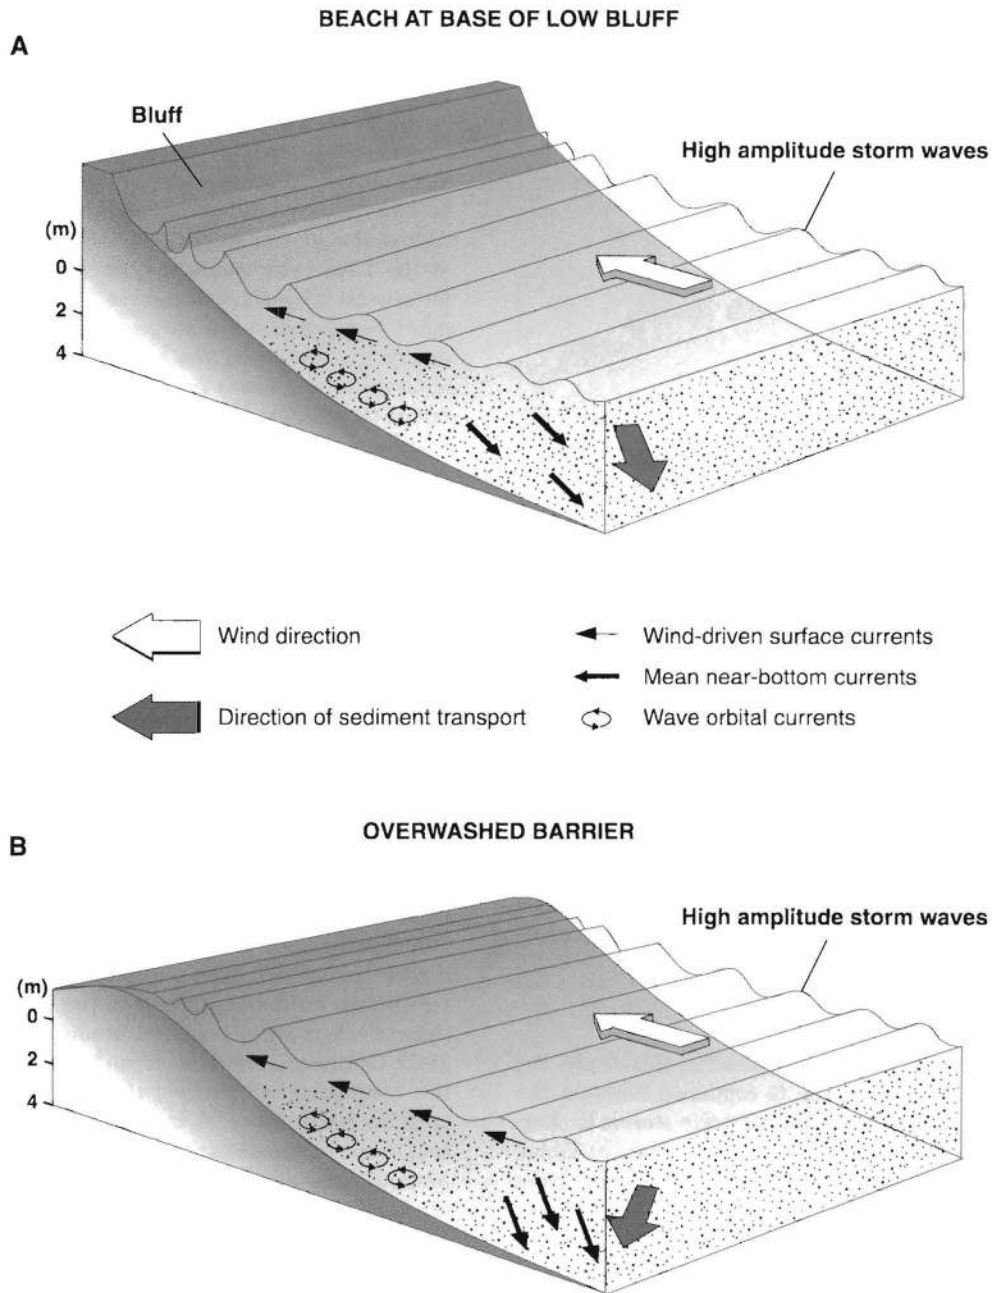 BEACH AT BASE OF LOW BLUFF
A
Bluff
High amplitude storm waves
(m)
0
2
4
Wind direction
Wind-driven surface currents
Mean near-bottom currents
Direction of sediment transport
Wave orbital currents
OVERWASHED BARRIER
B
High amplitude storm waves
(m)
0
2
4